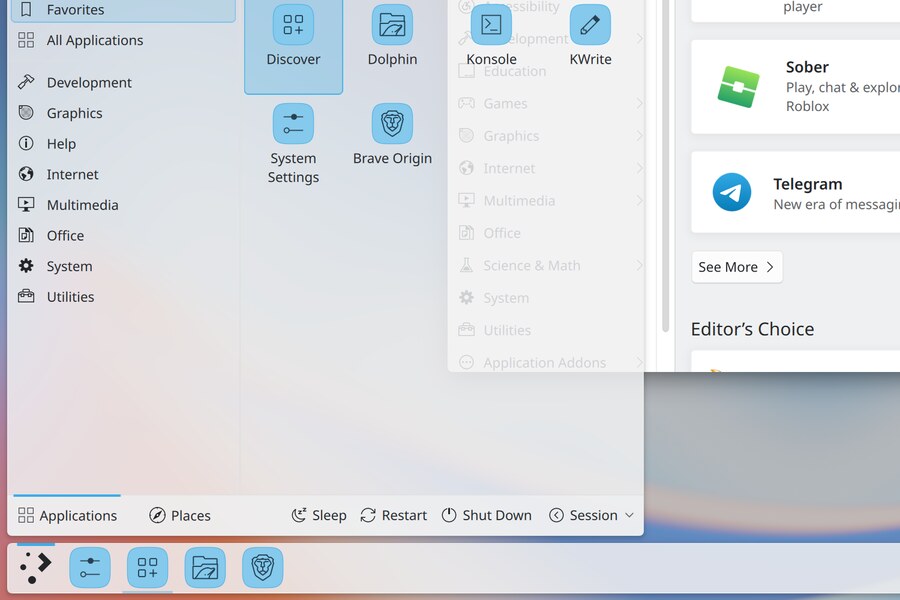 Favorites
All Applications
Development
Graphics
Help
Internet
Multimedia
Office
System
Utilities
Discover
Dolphin
Konsole
KWrite
System
Settings
Brave Origin
Accessibility
Development
Education
Games
Graphics
Internet
Multimedia
Office
Science & Math
System
Utilities
Application Addons
player
Sober
Play, chat & explor
Roblox
Telegram
New era of messagin
See More
Editor's Choice
Applications
Places
Sleep
Restart
Shut Down
Session